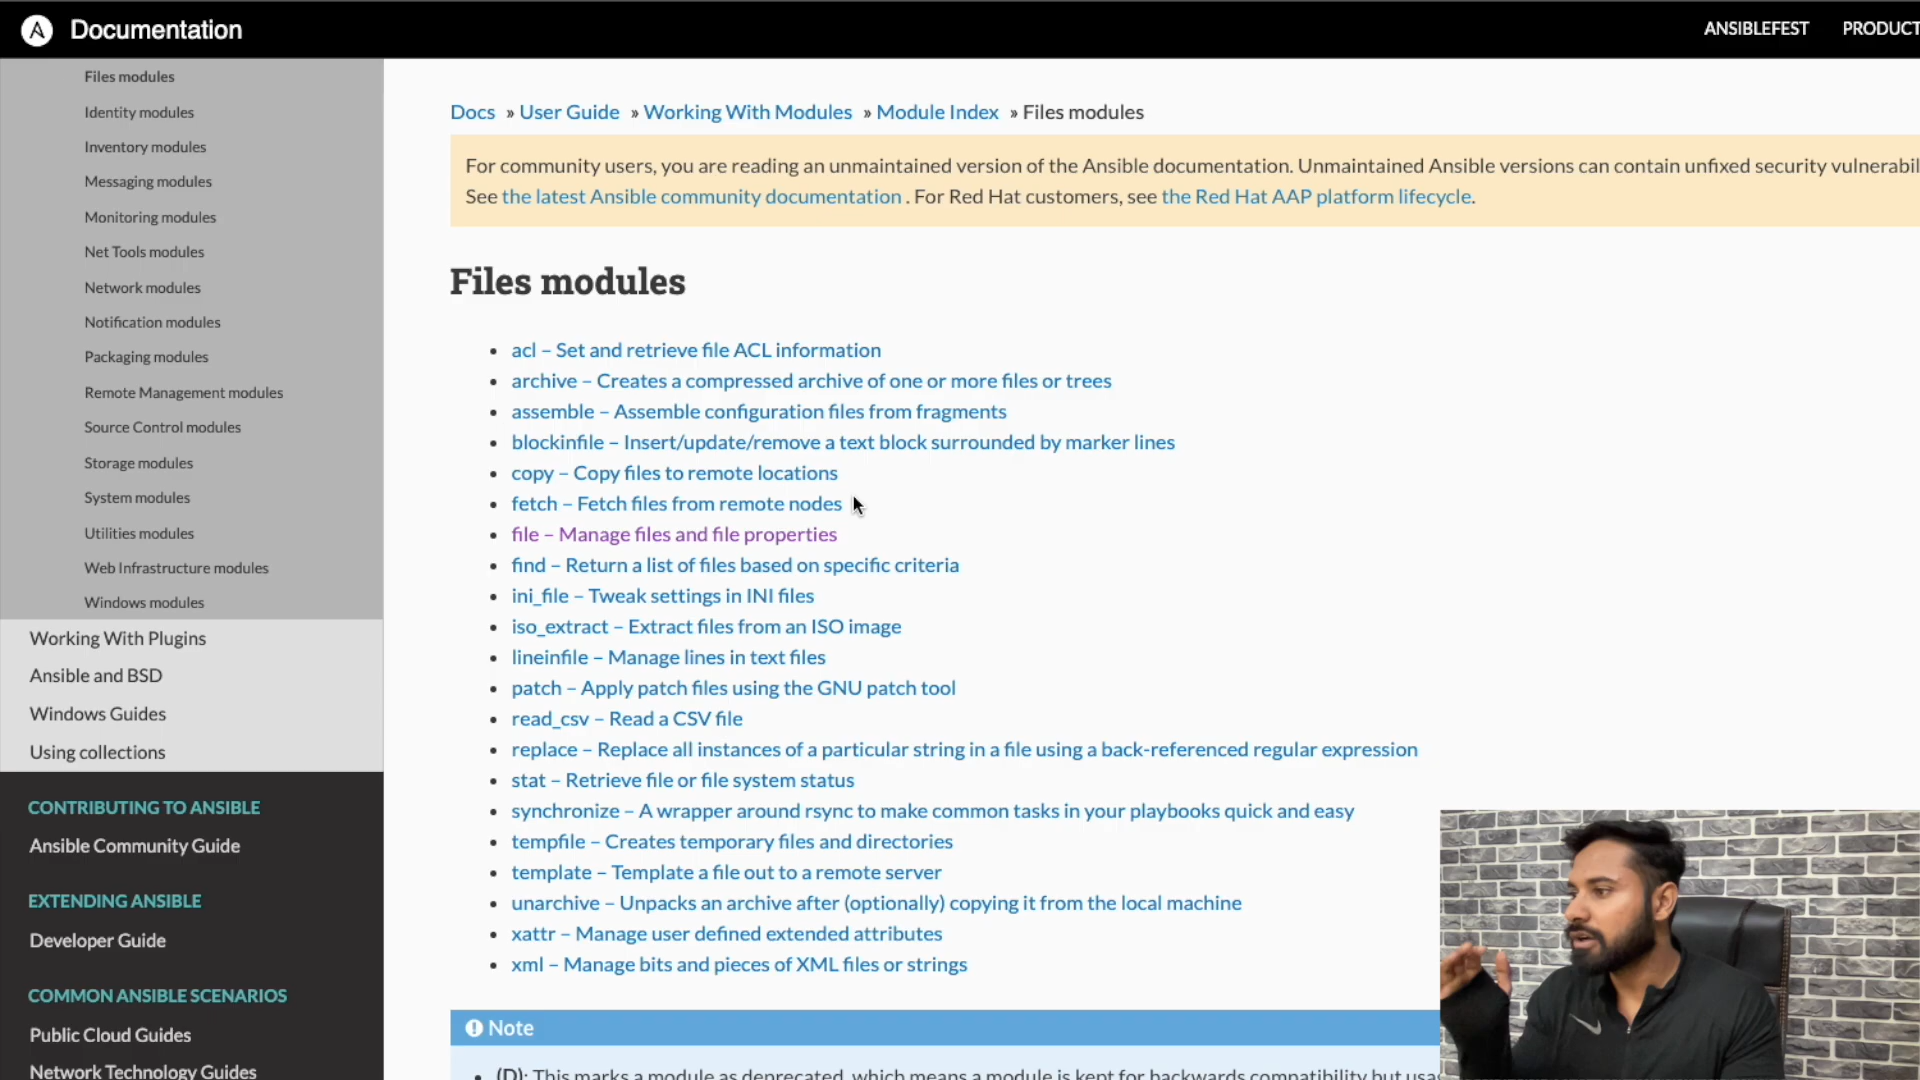 Documentation
ANSIBLEFEST
PRODUCT
Files modules
Identity modules
Inventory modules
Messaging modules
Monitoring modules
Net Tools modules
Network modules
Notification modules
Packaging modules
Remote Management modules
Source Control modules
Storage modules
System modules
Utilities modules
Web Infrastructure modules
Windows modules
Working With Plugins
Ansible and BSD
Windows Guides
Using collections
CONTRIBUTING TO ANSIBLE
Ansible Community Guide
EXTENDING ANSIBLE
Developer Guide
COMMON ANSIBLE SCENARIOS
Public Cloud Guides
Network Technology Guides
Docs » User Guide » Working With Modules » Module Index » Files modules
For community users, you are reading an unmaintained version of the Ansible documentation. Unmaintained Ansible versions can contain unfixed security vulnerabil
See the latest Ansible community documentation . For Red Hat customers, see the Red Hat AAP platform lifecycle.
Files modules
• acl – Set and retrieve file ACL information
• archive – Creates a compressed archive of one or more files or trees
• assemble – Assemble configuration files from fragments
• blockinfile – Insert/update/remove a text block surrounded by marker lines
• copy – Copy files to remote locations
• fetch – Fetch files from remote nodes
• file – Manage files and file properties
• find – Return a list of files based on specific criteria
• ini_file – Tweak settings in INI files
• iso_extract – Extract files from an ISO image
• lineinfile – Manage lines in text files
• patch – Apply patch files using the GNU patch tool
• read_csv – Read a CSV file
• replace – Replace all instances of a particular string in a file using a back-referenced regular expression
• stat – Retrieve file or file system status
• synchronize – A wrapper around rsync to make common tasks in your playbooks quick and easy
• tempfile – Creates temporary files and directories
• template – Template a file out to a remote server
• unarchive – Unpacks an archive after (optionally) copying it from the local machine
• xattr – Manage user defined extended attributes
• xml – Manage bits and pieces of XML files or strings
Note
• (D): This marks a module as deprecated, which means a module is kept for backwards compatibility but usa